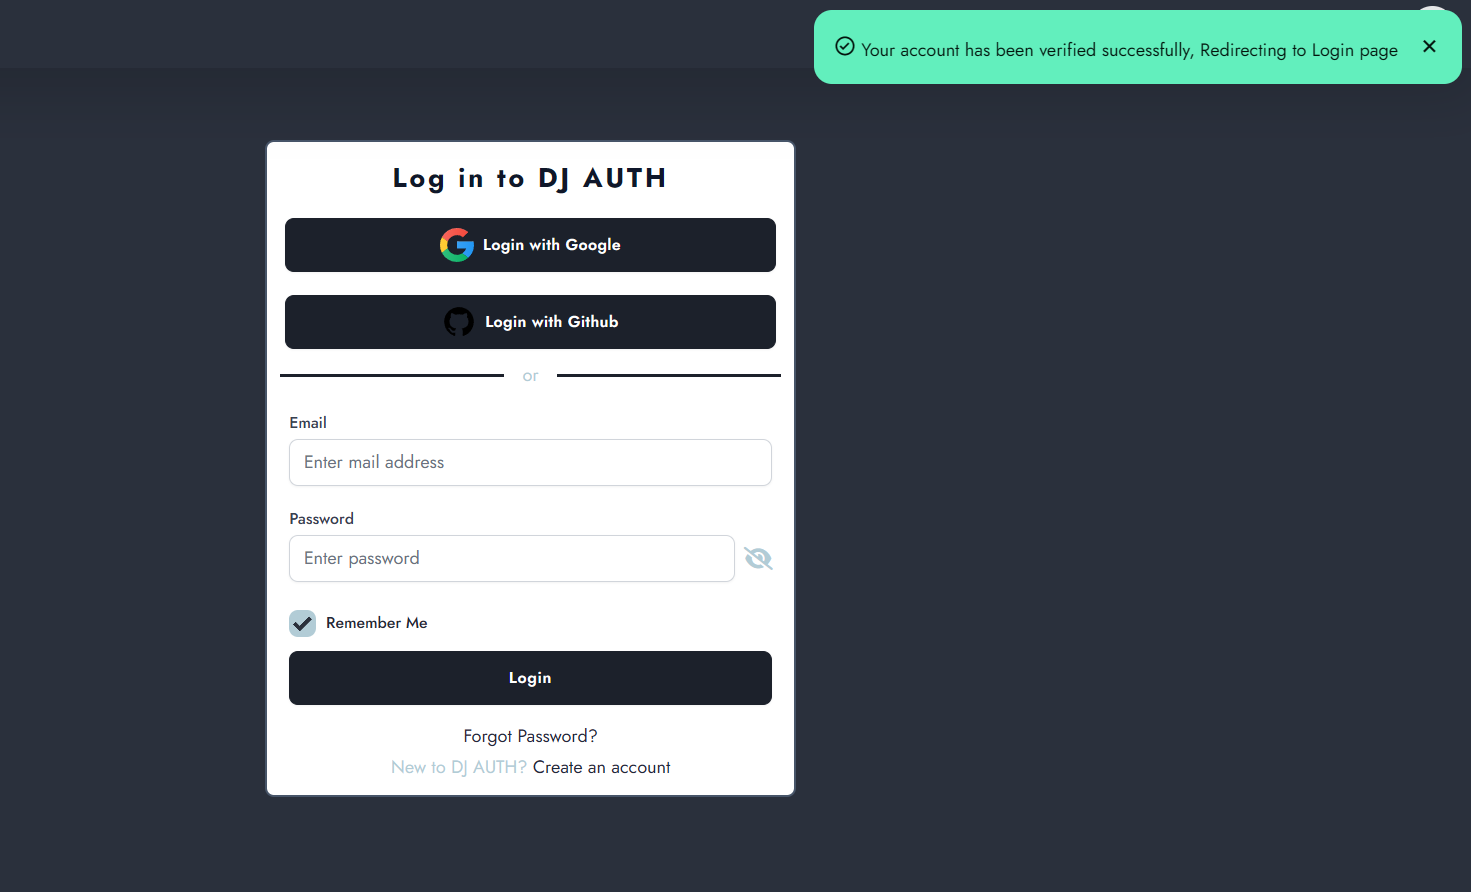 Your account has been verified successfully, Redirecting to Login page
Log in to DJ AUTH
Login with Google
Login with Github
or
Email
Enter mail address
Password
Enter password
Remember Me
Login
Forgot Password?
New to DJ AUTH? Create an account